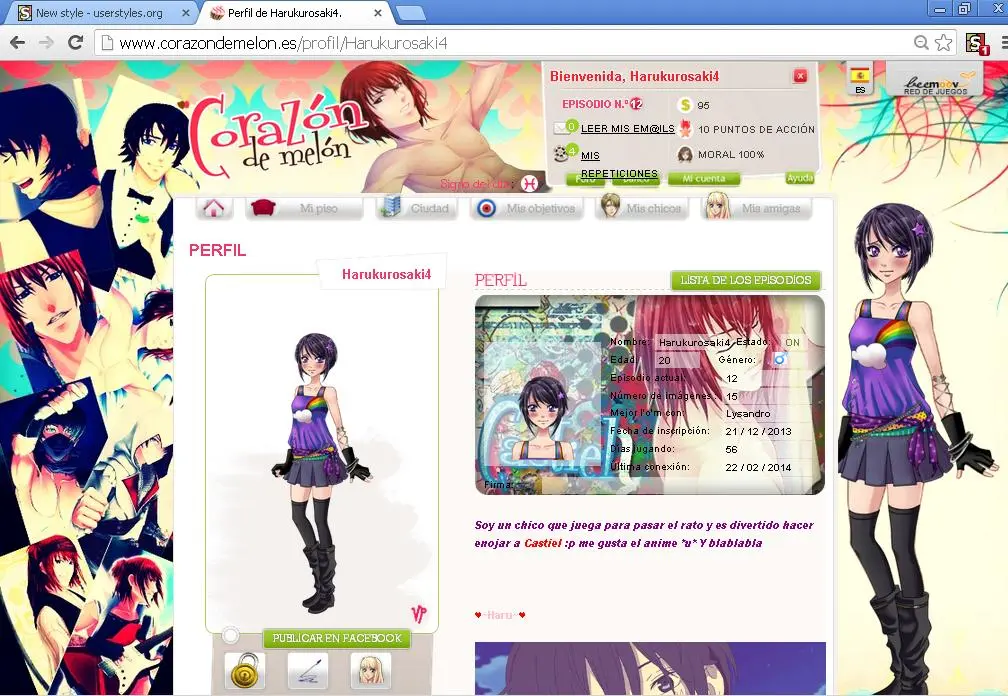 New style - userstyles.org
Perfil de Harukurosaki4.
www.corazondemelon.es/profil/Harukurosaki4
Corazón
de melón
Signo del día:
Bienvenida, Harukurosaki4
EPISODIO N.º 12
95
0 LEER MIS EM@ILS
10 PUNTOS DE ACCIÓN
4 MIS
REPETICIONES
MORAL 100%
Foro
Banco
Mi cuenta
Ayuda
ES
beemoov
RED DE JUEGOS
Mi piso
Ciudad
Mis objetivos
Mis chicos
Mis amigas
PERFIL
Harukurosaki4
PERFIL
LISTA DE LOS EPISODIOS
Nombre: Harukurosaki4 Estado: ON
Edad: 20 Género:
Episodio actual: 12
Número de imágenes: 15
Mejor l'o'm con: Lysandro
Fecha de inscripción: 21 / 12 / 2013
Días jugando: 56
Última conexión: 22 / 02 / 2014
Firma:
Soy un chico que juega para pasar el rato y es divertido hacer
enojar a Castiel :p me gusta el anime *u* Y blablabla
♥~Haru~♥
VP
PUBLICAR EN FACEBOOK